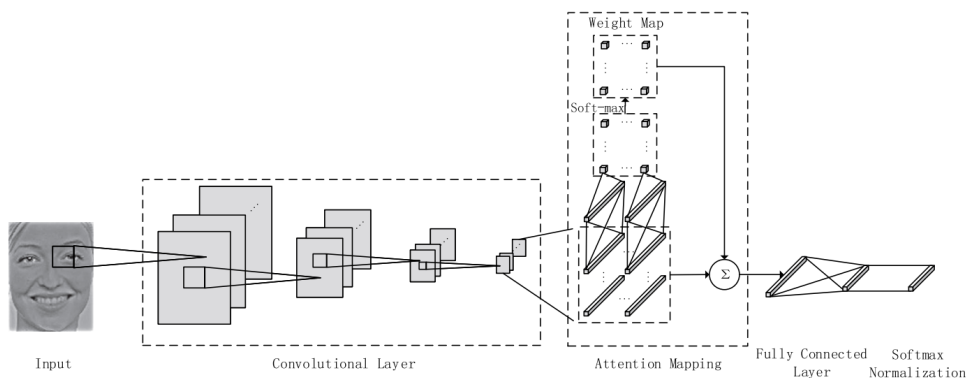 Weight Map
Soft-max
Σ
Input
Convolutional Layer
Attention Mapping
Fully Connected
Layer
Softmax
Normalization